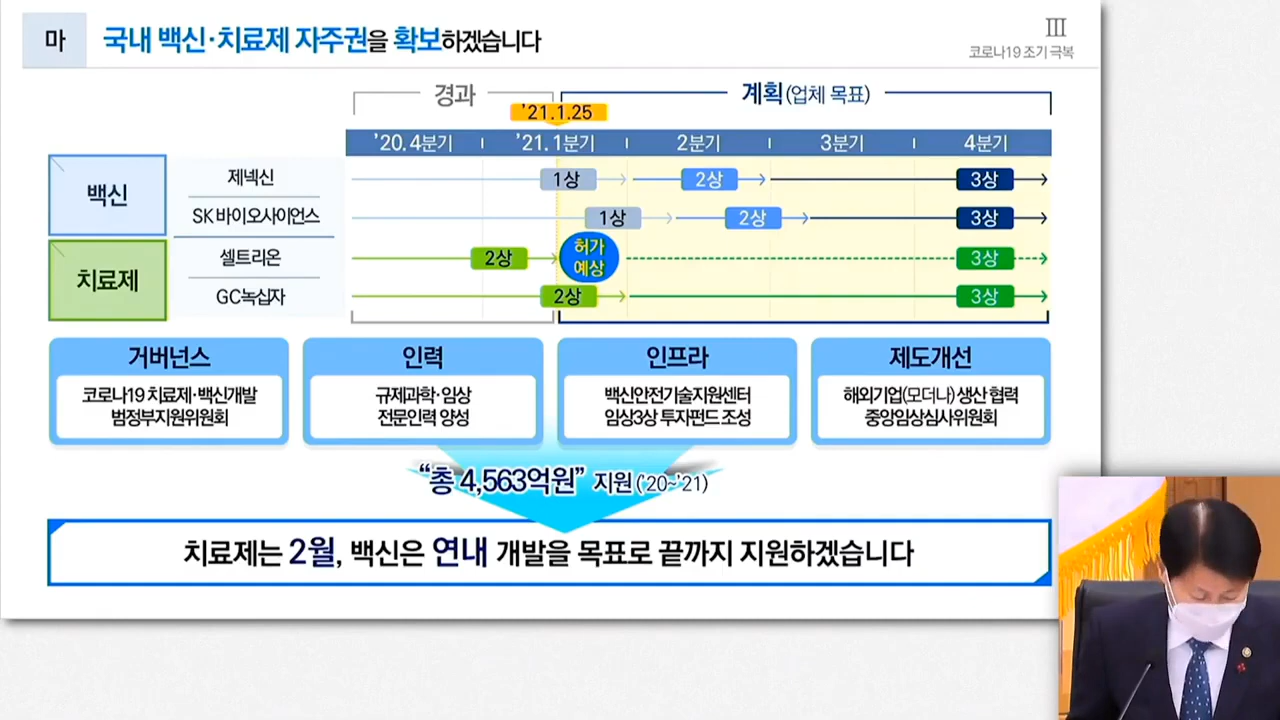 마
국내 백신·치료제 자주권을 확보하겠습니다
Ⅲ
코로나19 조기 극복
경과
계획(업체 목표)
’21.1.25
’20. 4분기 ’21. 1분기 2분기 3분기 4분기
백신
제넥신 1상 2상 3상
SK바이오사이언스 1상 2상 3상
치료제
셀트리온 2상 허가 3상
예상
GC녹십자 2상 3상
거버넌스
코로나19 치료제·백신개발
범정부지원위원회
인력
규제과학·임상
전문인력 양성
인프라
백신안전기술지원센터
임상3상 투자펀드 조성
제도개선
해외기업(모더나) 생산 협력
중앙임상심사위원회
“총 4,563억원” 지원(’20~’21)
치료제는 2월, 백신은 연내 개발을 목표로 끝까지 지원하겠습니다